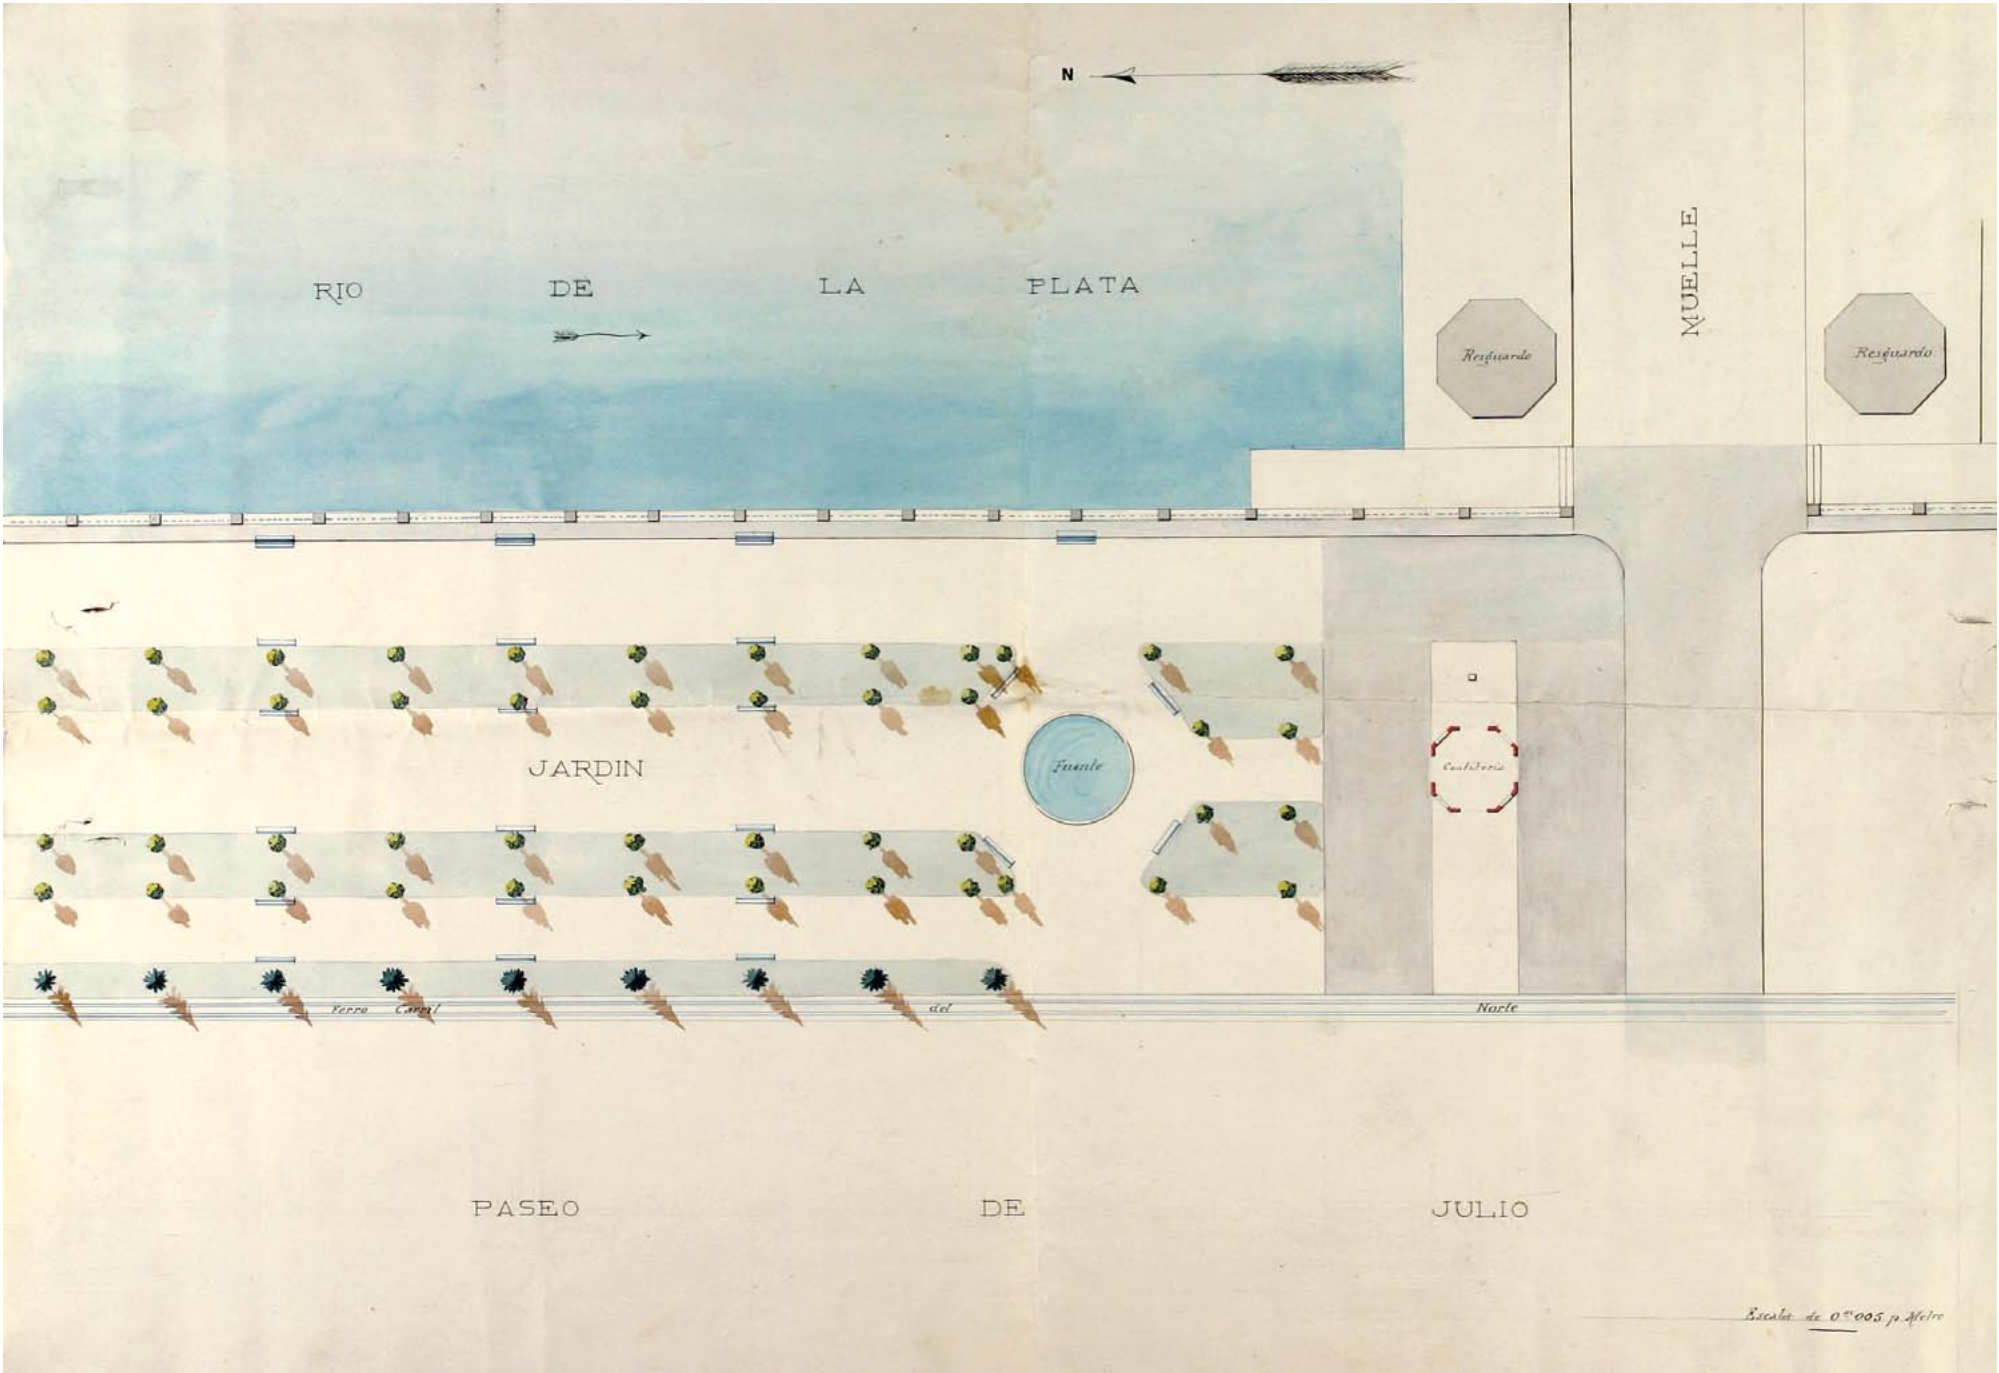 N
RIO DE LA PLATA
MUELLE
Resguardo
Resguardo
JARDIN
Fuente
Confiteria
Ferro Carril del Norte
PASEO DE JULIO
Escala de 0m005 p. Metro